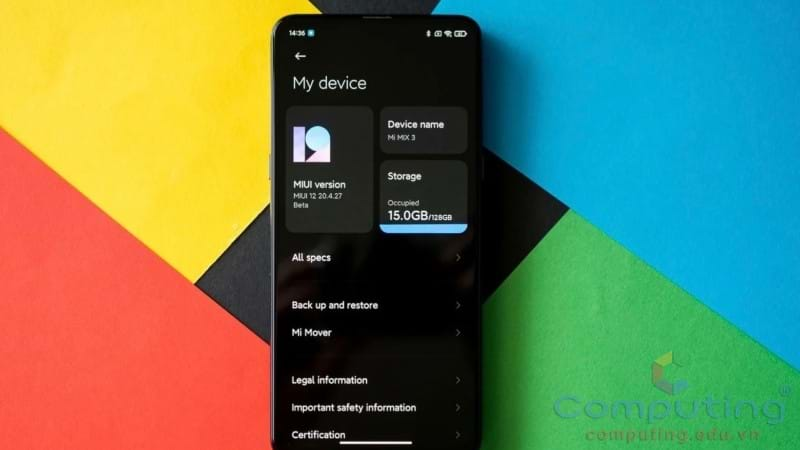 14:36
My device
MIUI version
MIUI 12 20.4.27
Beta
Device name
Mi MIX 3
Storage
Occupied
15.0GB/128GB
All specs
Back up and restore
Mi Mover
Legal information
Important safety information
Certification
Computing®
computing.edu.vn